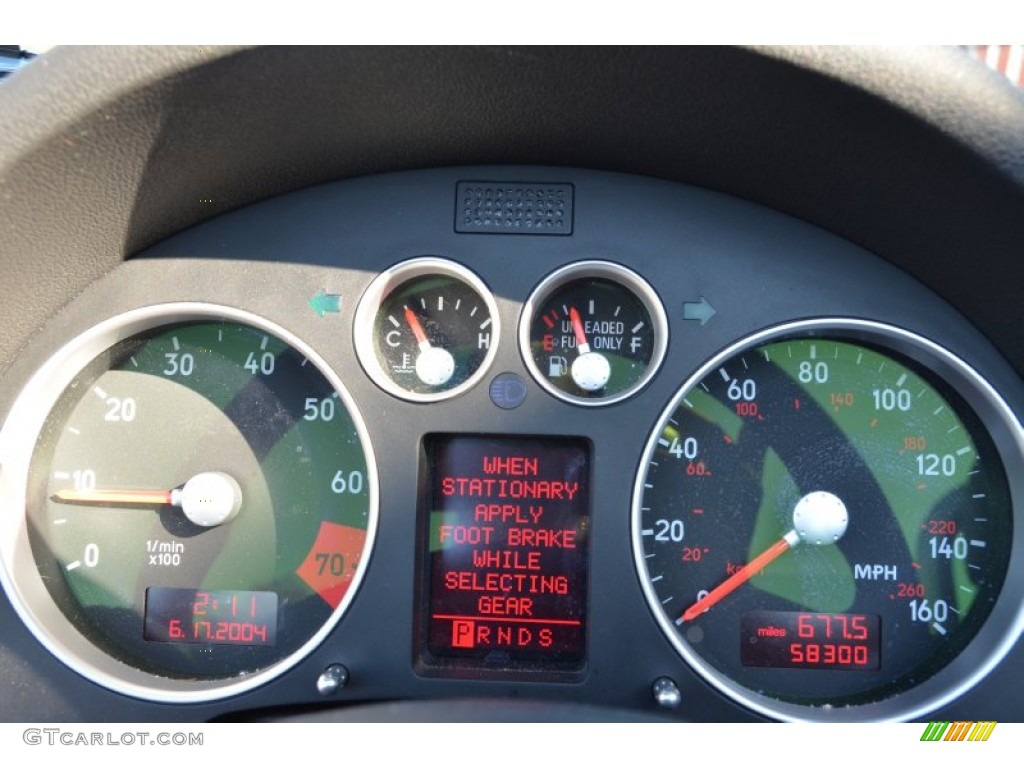 WHEN
STATIONARY
APPLY
FOOT BRAKE
WHILE
SELECTING
GEAR
PRNDS
0
10
20
30
40
50
60
70
1/min
x100
2:11
6.17.2004
C
H
E
UNLEADED
FUEL ONLY
F
0
20
40
60
80
100
120
140
160
20
60
100
140
180
220
260
MPH
miles 677.5
58300
GTCARLOT.COM